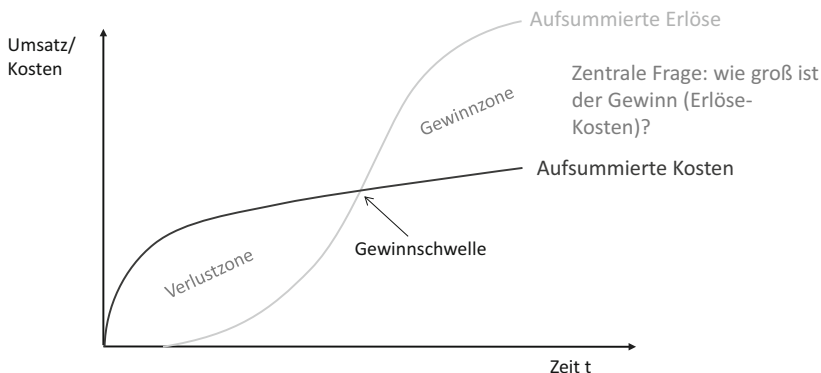 Umsatz/
Kosten
Aufsummierte Erlöse
Zentrale Frage: wie groß ist
der Gewinn (Erlöse-
Kosten)?
Gewinnzone
Aufsummierte Kosten
Gewinnschwelle
Verlustzone
Zeit t